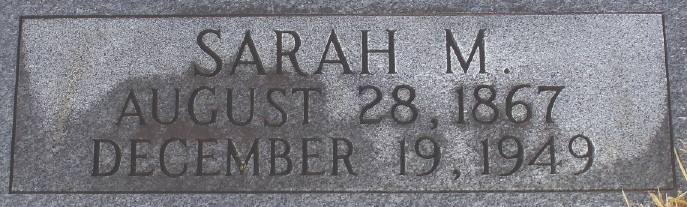 SARAH M.
AUGUST 28, 1867
DECEMBER 19, 1949